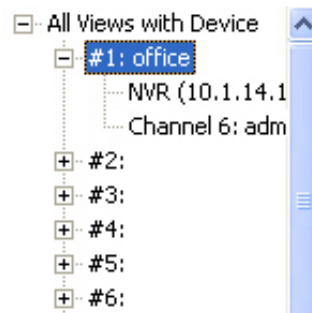 All Views with Device
#1: office
NVR (10.1.14.1
Channel 6: adm
#2:
#3:
#4:
#5:
#6: